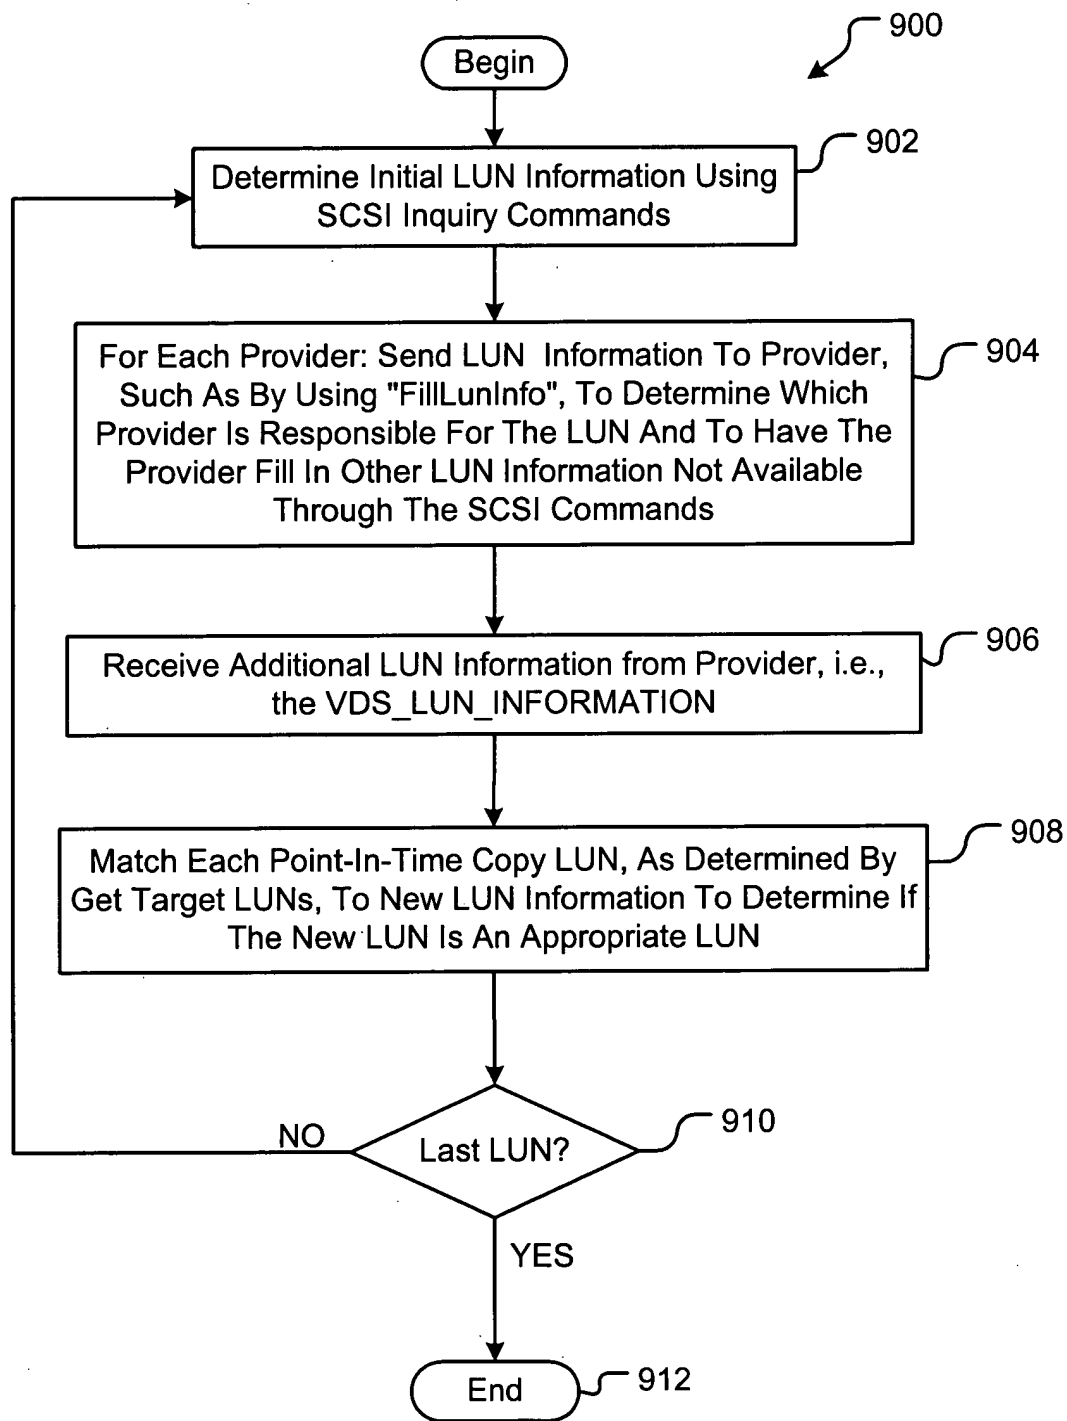 900
Begin
902
Determine Initial LUN Information Using
SCSI Inquiry Commands
904
For Each Provider: Send LUN Information To Provider,
Such As By Using "FillLunInfo", To Determine Which
Provider Is Responsible For The LUN And To Have The
Provider Fill In Other LUN Information Not Available
Through The SCSI Commands
906
Receive Additional LUN Information from Provider, i.e.,
the VDS_LUN_INFORMATION
908
Match Each Point-In-Time Copy LUN, As Determined By
Get Target LUNs, To New LUN Information To Determine If
The New LUN Is An Appropriate LUN
910
NO
Last LUN?
YES
End
912